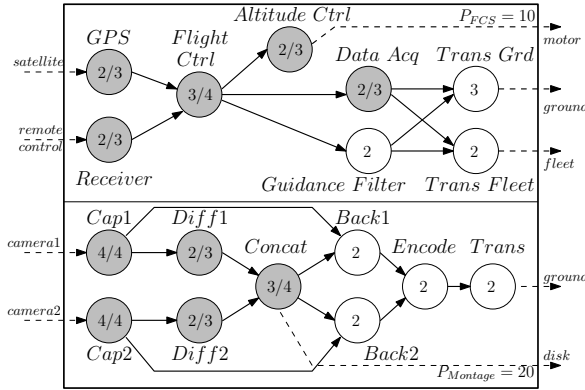 Altitude Ctrl
P_FCS = 10
GPS
Flight
Ctrl
2/3
motor
Data Acq
Trans Grd
satellite
2/3
3/4
2/3
3
ground
remote
control
2/3
2
2
fleet
Receiver
Guidance Filter
Trans Fleet
Cap1
Diff1
Back1
camera1
4/4
2/3
Concat
2
Encode
Trans
3/4
2
2
ground
camera2
4/4
2/3
2
Cap2
Diff2
Back2
disk
P_Montage = 20